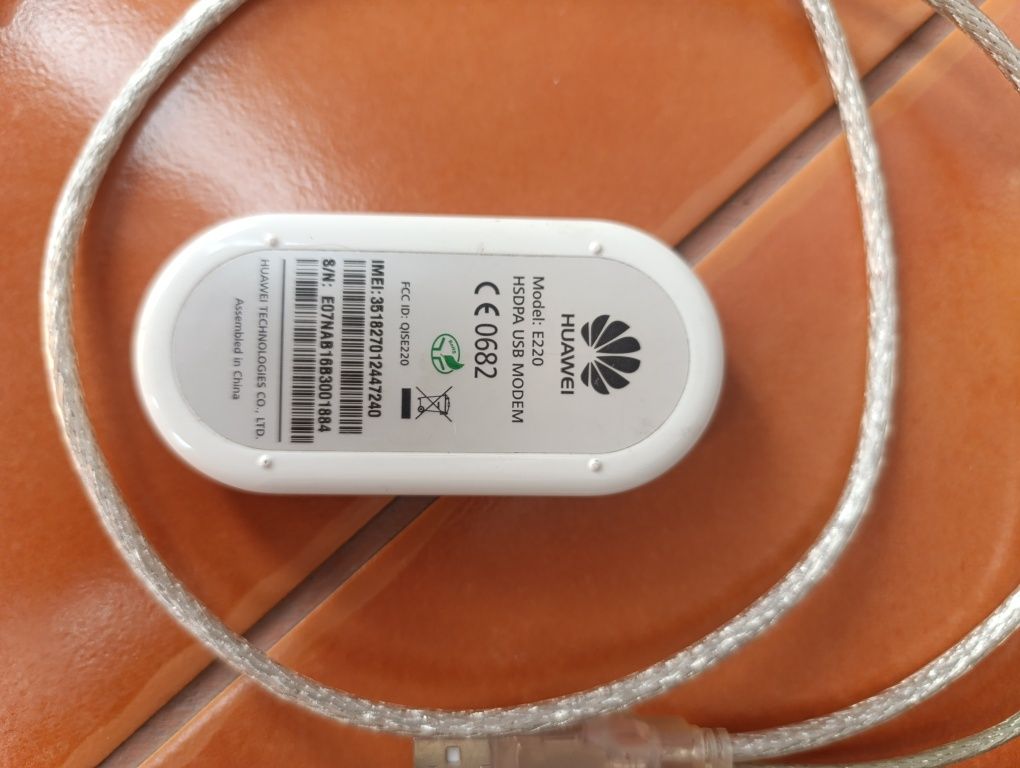 HUAWEI
Model: E220
HSDPA USB MODEM
CE 0682
FCC ID: QISE220
IMEI:351827012447240
S/N: E07NAB16B3001884
HUAWEI TECHNOLOGIES CO., LTD.
Assembled in China